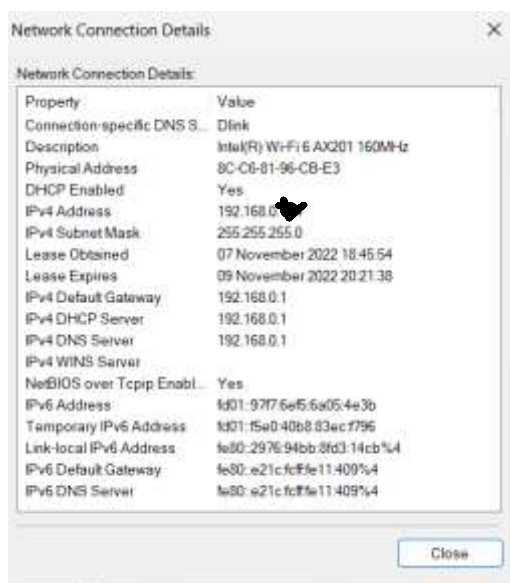 Network Connection Details
Network Connection Details:
Property Value
Connection-specific DNS S... Dlink
Description Intel(R) Wi-Fi 6 AX201 160MHz
Physical Address 8C-C6-81-96-CB-E3
DHCP Enabled Yes
IPv4 Address 192.168.0.
IPv4 Subnet Mask 255.255.255.0
Lease Obtained 07 November 2022 18:45:54
Lease Expires 09 November 2022 20:21:38
IPv4 Default Gateway 192.168.0.1
IPv4 DHCP Server 192.168.0.1
IPv4 DNS Server 192.168.0.1
IPv4 WINS Server
NetBIOS over Tcpip Enabl... Yes
IPv6 Address fd01::97f7:6ef5:6a05:4e3b
Temporary IPv6 Address fd01::f5e0:40b8:83ec:f796
Link-local IPv6 Address fe80::2976:94bb:8fd3:14cb%4
IPv6 Default Gateway fe80::e21c:fcff:fe11:409%4
IPv6 DNS Server fe80::e21c:fcff:fe11:409%4
Close